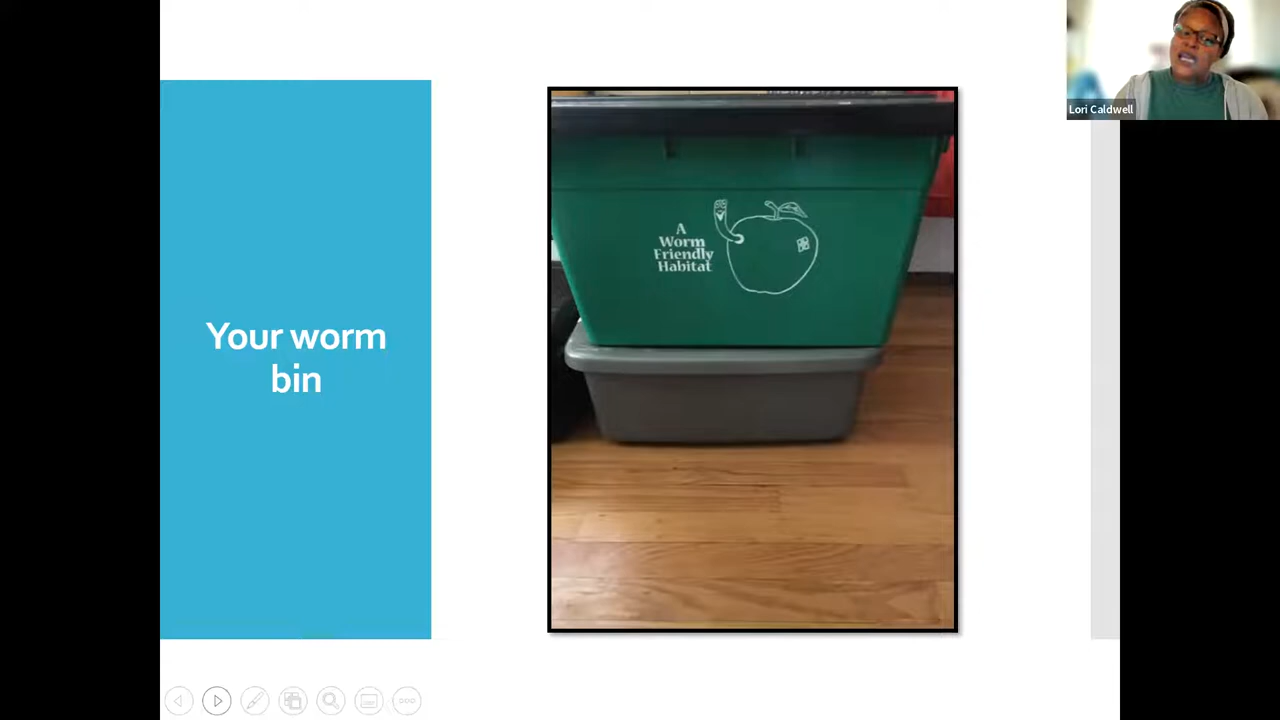 Your worm
bin
A
Worm
Friendly
Habitat
Lori Caldwell